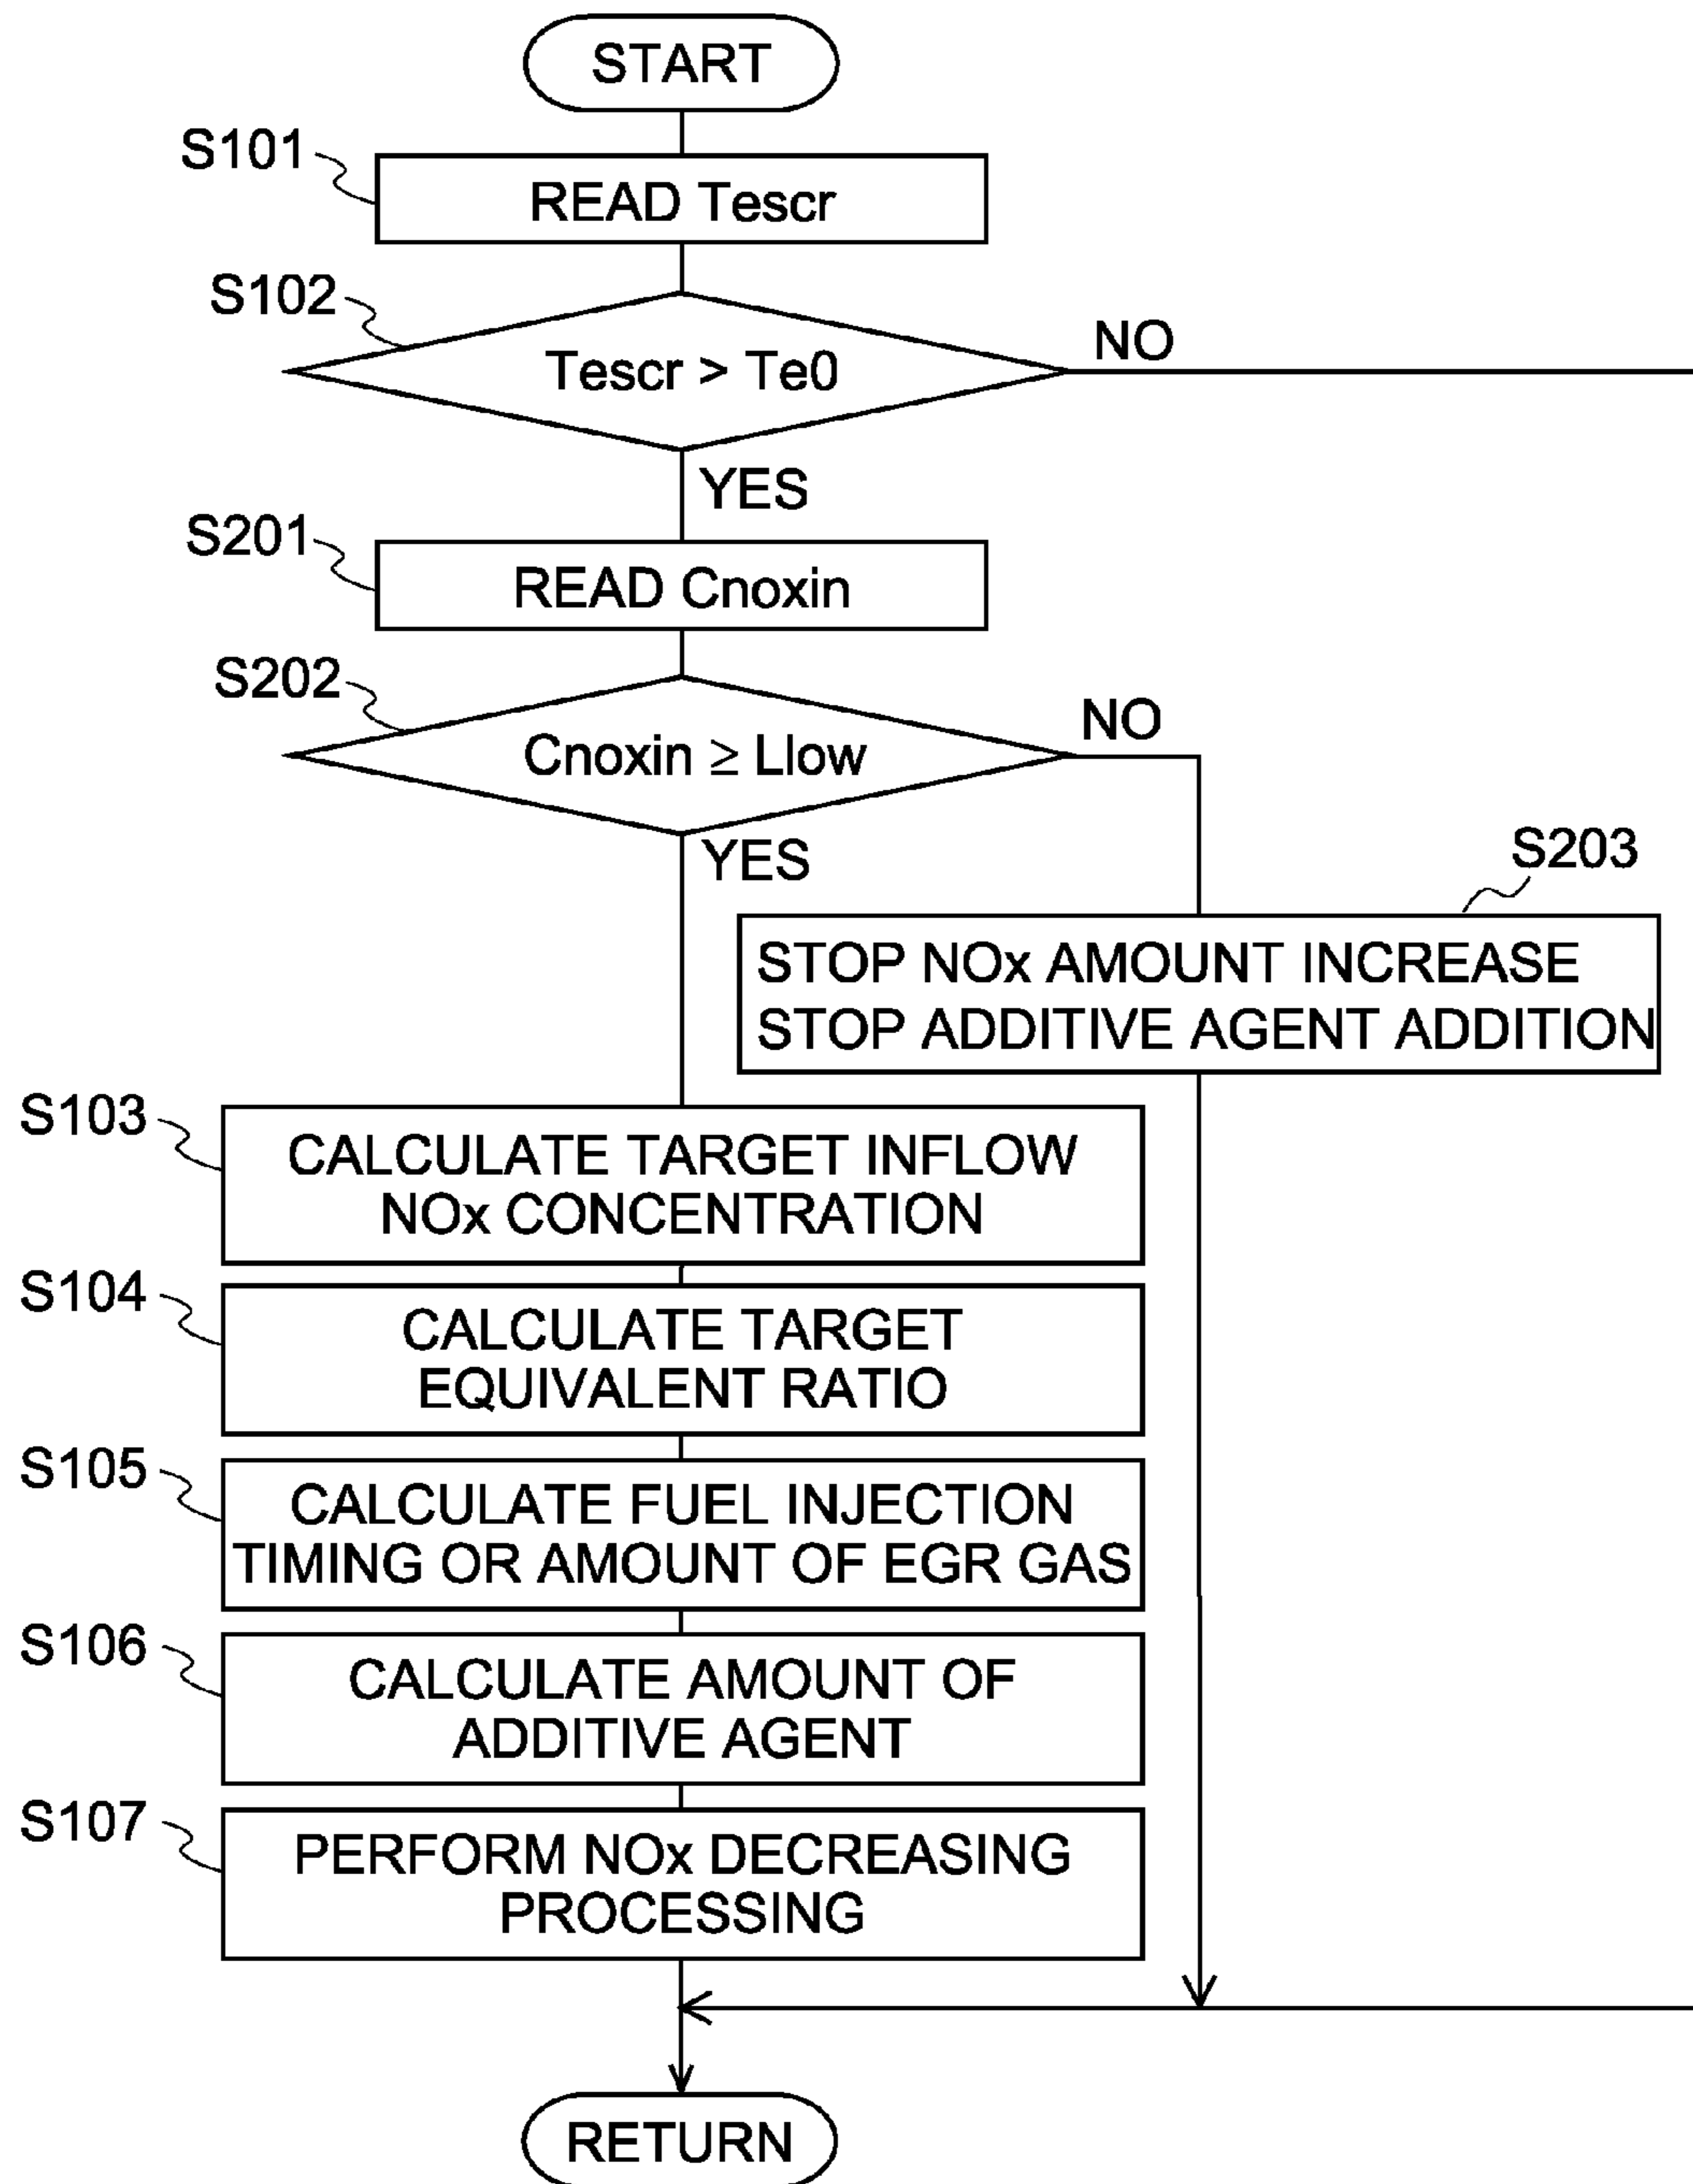 START
S101
READ Tescr
S102
Tescr > Te0
NO
YES
S201
READ Cnoxin
S202
Cnoxin ≥ Llow
NO
YES
S203
STOP NOx AMOUNT INCREASE
STOP ADDITIVE AGENT ADDITION
S103
CALCULATE TARGET INFLOW
NOx CONCENTRATION
S104
CALCULATE TARGET
EQUIVALENT RATIO
S105
CALCULATE FUEL INJECTION
TIMING OR AMOUNT OF EGR GAS
S106
CALCULATE AMOUNT OF
ADDITIVE AGENT
S107
PERFORM NOx DECREASING
PROCESSING
RETURN